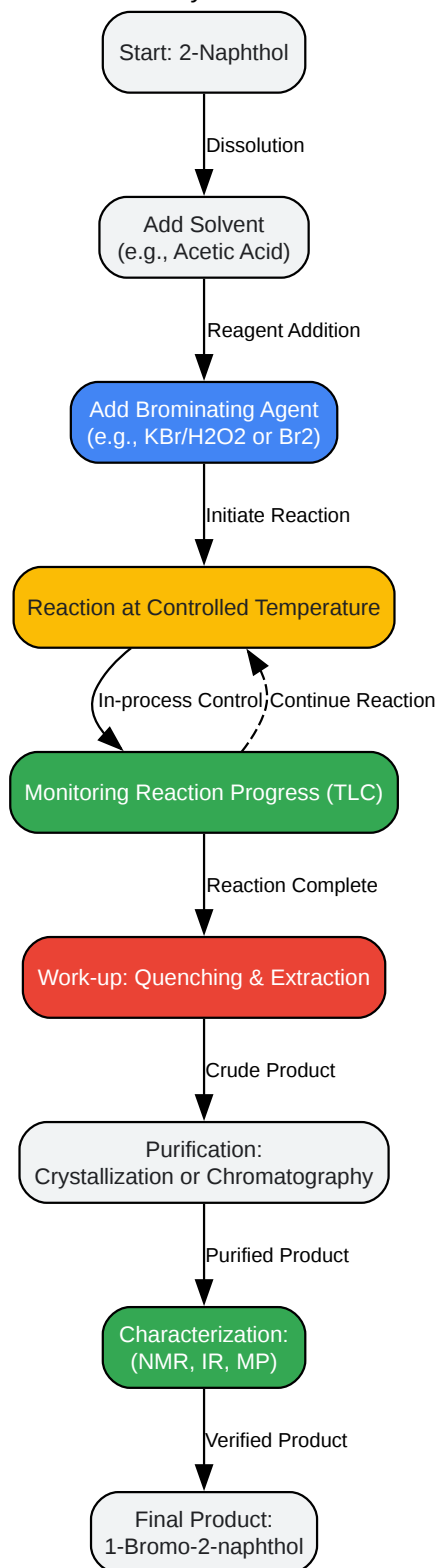 Start: 2-Naphthol
Dissolution
Add Solvent
(e.g., Acetic Acid)
Reagent Addition
Add Brominating Agent
(e.g., KBr/H2O2 or Br2)
Initiate Reaction
Reaction at Controlled Temperature
In-process Control
Continue Reaction
Monitoring Reaction Progress (TLC)
Reaction Complete
Work-up: Quenching & Extraction
Crude Product
Purification:
Crystallization or Chromatography
Purified Product
Characterization:
(NMR, IR, MP)
Verified Product
Final Product:
1-Bromo-2-naphthol